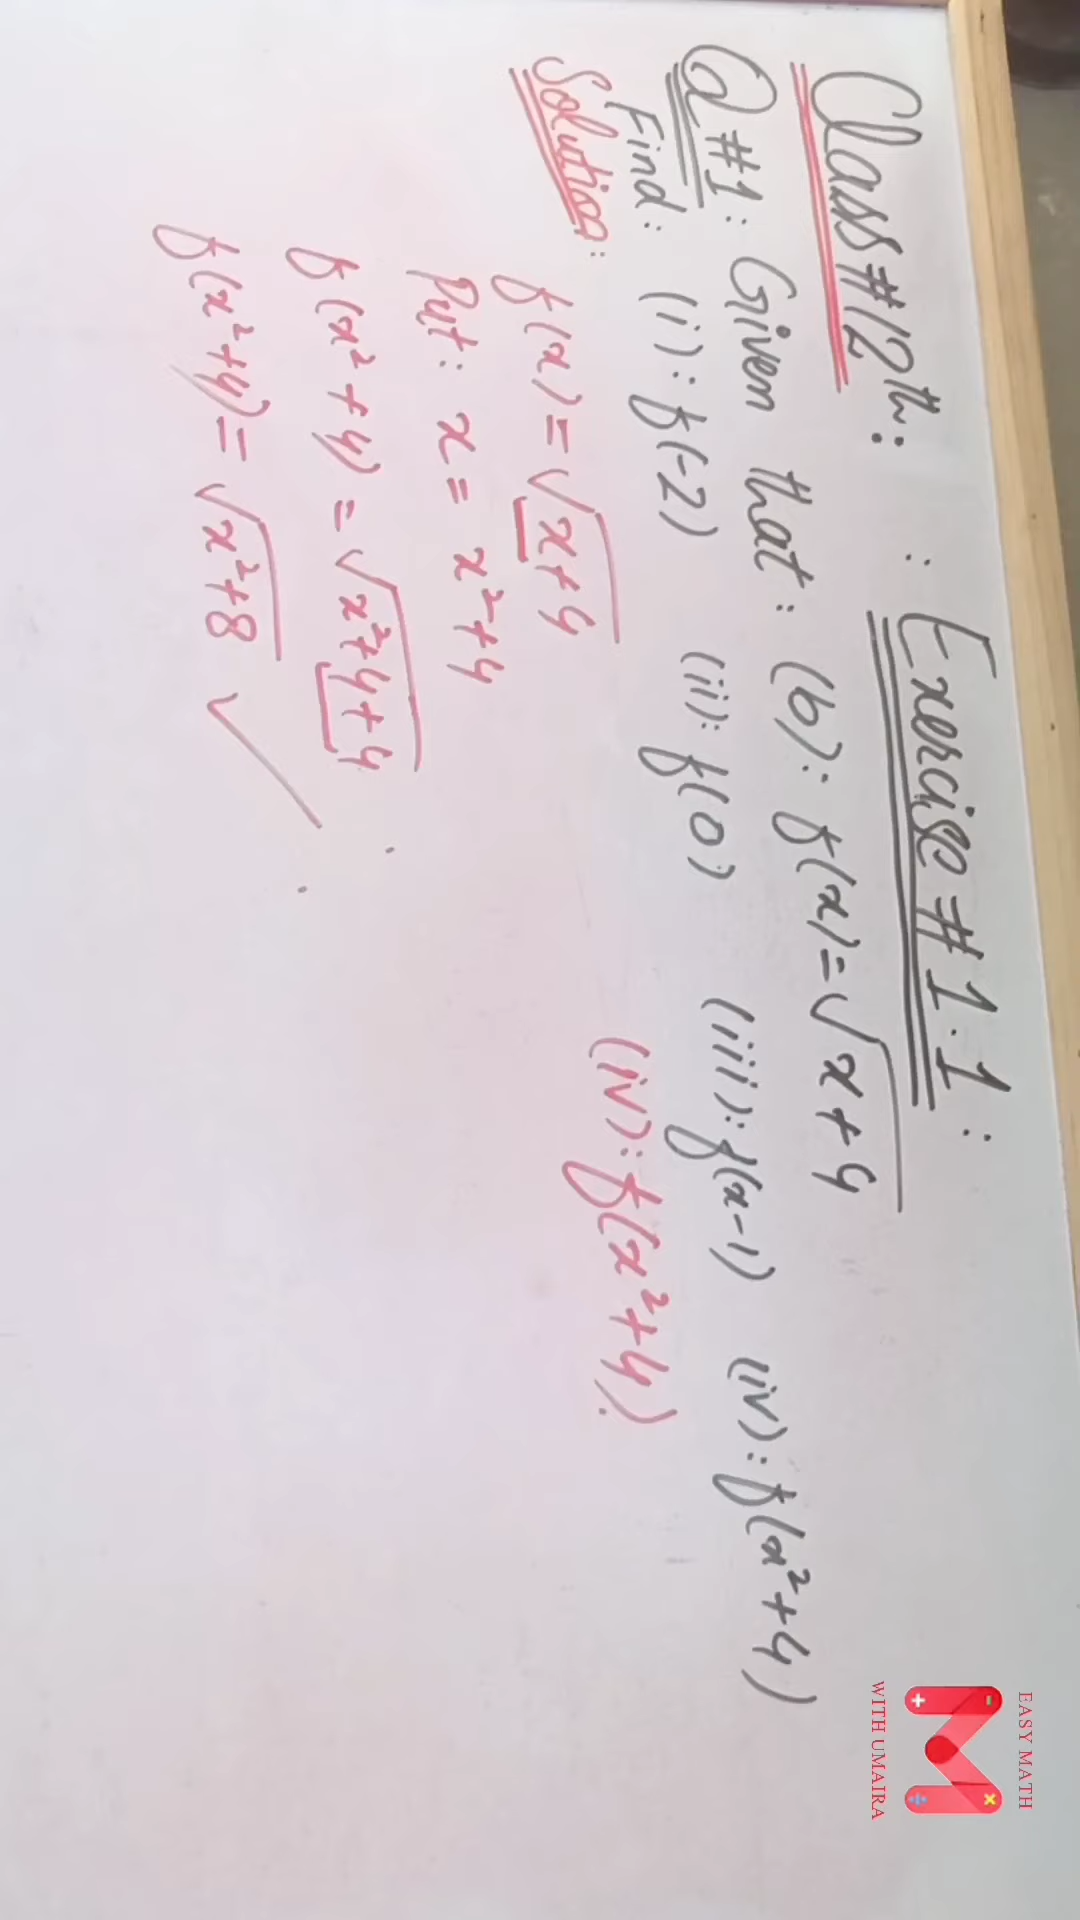 Class#12th: : Exercise #1.1:
Q#1: Given that: (b): f(x)=√x+4
Find: (i): f(-2) (ii): f(0) (iii): f(x-1) (iv): f(x²+4)
Solution: (iv): f(x²+4).
f(x)=√x+4
Put: x = x²+4
f(x²+4) = √x²+4+4
f(x²+4)=√x²+8 ✓
EASY MATH
WITH UMAIRA